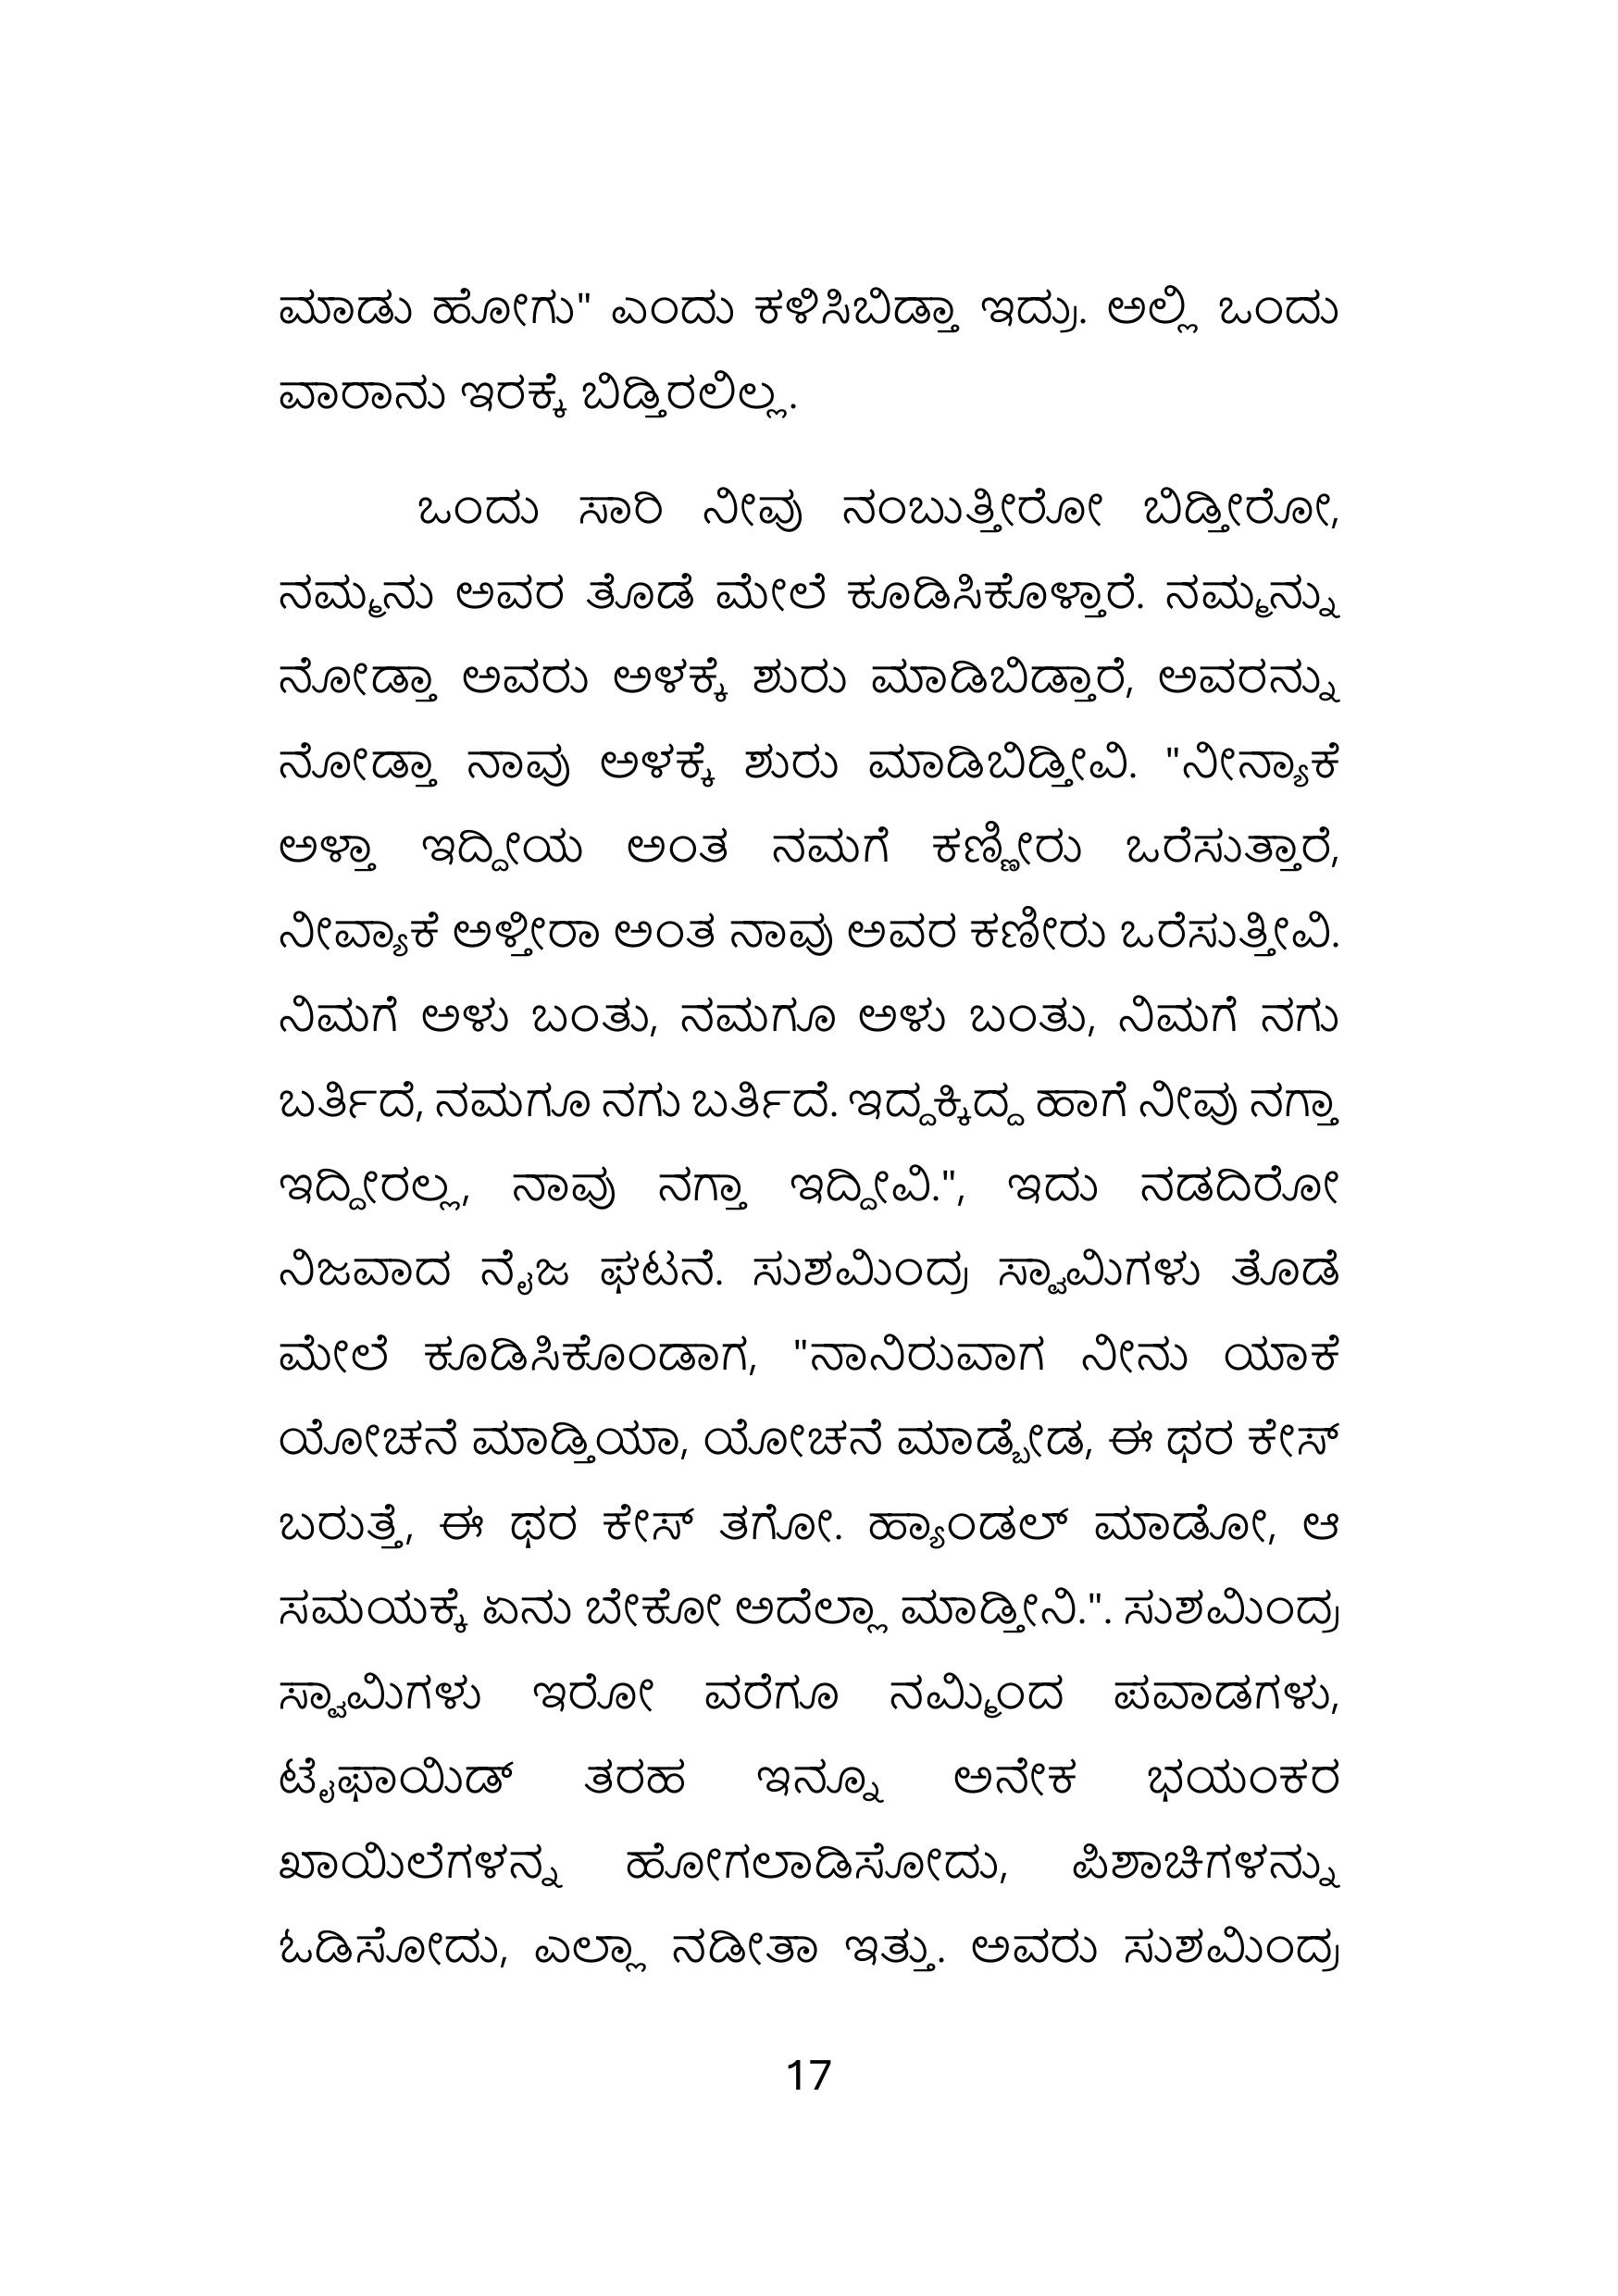 ಮಾಡು ಹೋಗು" ಎಂದು ಕಳಿಸಿಬಿಡ್ತಾ ಇದ್ರು. ಅಲ್ಲಿ ಒಂದು
ವಾರಾನು ಇರಕ್ಕೆ ಬಿಡ್ತಿರಲಿಲ್ಲ.
ಒಂದು ಸಾರಿ ನೀವು ನಂಬುತ್ತೀರೋ ಬಿಡ್ತೀರೋ,
ನಮ್ಮನು ಅವರ ತೊಡೆ ಮೇಲೆ ಕೂಡಿಸಿಕೊಳ್ತಾರೆ. ನಮ್ಮನ್ನು
ನೋಡ್ತಾ ಅವರು ಅಳಕ್ಕೆ ಶುರು ಮಾಡಿಬಿಡ್ತಾರೆ, ಅವರನ್ನು
ನೋಡ್ತಾ ನಾವು ಅಳಕ್ಕೆ ಶುರು ಮಾಡಿಬಿಡ್ತೀವಿ. "ನೀನ್ಯಾಕೆ
ಅಳ್ತಾ ಇದ್ದೀಯ ಅಂತ ನಮಗೆ ಕಣ್ಣೀರು ಒರೆಸುತ್ತಾರೆ,
ನೀವ್ಯಾಕೆ ಅಳ್ತೀರಾ ಅಂತ ನಾವು ಅವರ ಕಣೀರು ಒರೆಸುತ್ತೀವಿ.
ನಿಮಗೆ ಅಳು ಬಂತು, ನಮಗೂ ಅಳು ಬಂತು, ನಿಮಗೆ ನಗು
ಬರ್ತಿದೆ, ನಮಗೂ ನಗು ಬರ್ತಿದೆ. ಇದ್ದಕ್ಕಿದ್ದ ಹಾಗೆ ನೀವು ನಗ್ತಾ
ಇದ್ದೀರಲ್ಲ, ನಾವು ನಗ್ತಾ ಇದ್ದೀವಿ.", ಇದು ನಡದಿರೋ
ನಿಜವಾದ ನೈಜ ಘಟನೆ. ಸುಶಮಿಂದ್ರ ಸ್ವಾಮಿಗಳು ತೊಡೆ
ಮೇಲೆ ಕೂಡಿಸಿಕೊಂಡಾಗ, "ನಾನಿರುವಾಗ ನೀನು ಯಾಕೆ
ಯೋಚನೆ ಮಾಡ್ತಿಯಾ, ಯೋಚನೆ ಮಾಡ್ಬೇಡ, ಈ ಥರ ಕೇಸ್
ಬರುತ್ತೆ, ಈ ಥರ ಕೇಸ್ ತಗೋ. ಹ್ಯಾಂಡಲ್ ಮಾಡೋ, ಆ
ಸಮಯಕ್ಕೆ ಏನು ಬೇಕೋ ಅದೆಲ್ಲಾ ಮಾಡ್ತೀನಿ.". ಸುಶಮಿಂದ್ರ
ಸ್ವಾಮಿಗಳು ಇರೋ ವರೆಗೂ ನಮ್ಮಿಂದ ಪವಾಡಗಳು,
ಟೈಫಾಯಿಡ್ ತರಹ ಇನ್ನೂ ಅನೇಕ ಭಯಂಕರ
ಖಾಯಿಲೆಗಳನ್ನ ಹೋಗಲಾಡಿಸೋದು, ಪಿಶಾಚಿಗಳನ್ನು
ಓಡಿಸೋದು, ಎಲ್ಲಾ ನಡೀತಾ ಇತ್ತು. ಅವರು ಸುಶಮಿಂದ್ರ
17